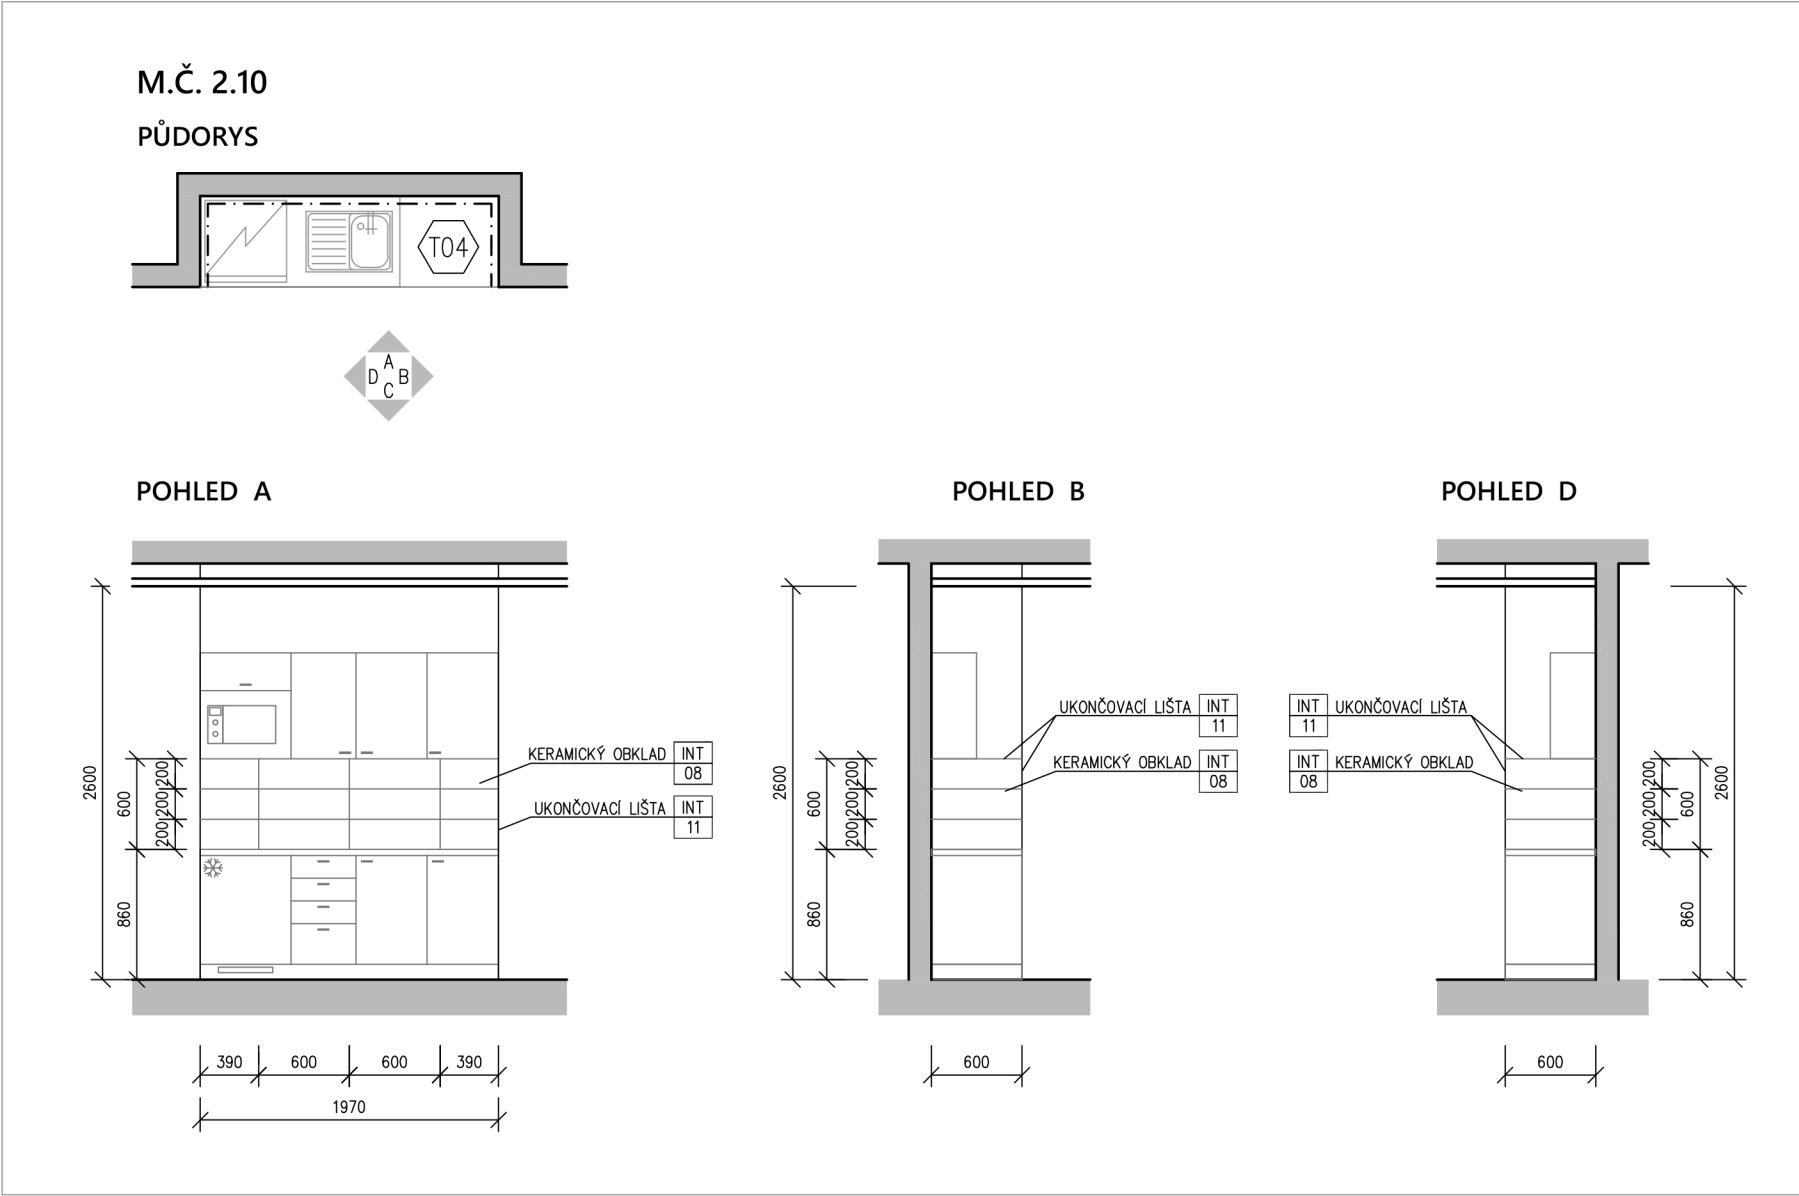 M.Č. 2.10
PŮDORYS
T04
A
D B
C
POHLED A
2600
600
860
200
200
200
KERAMICKÝ OBKLAD INT
08
UKONČOVACÍ LIŠTA INT
11
390 600 600 390
1970
POHLED B
2600
600
860
200
200
200
UKONČOVACÍ LIŠTA INT
11
KERAMICKÝ OBKLAD INT
08
600
POHLED D
INT UKONČOVACÍ LIŠTA
11
INT KERAMICKÝ OBKLAD
08
200
200
200
600
860
2600
600